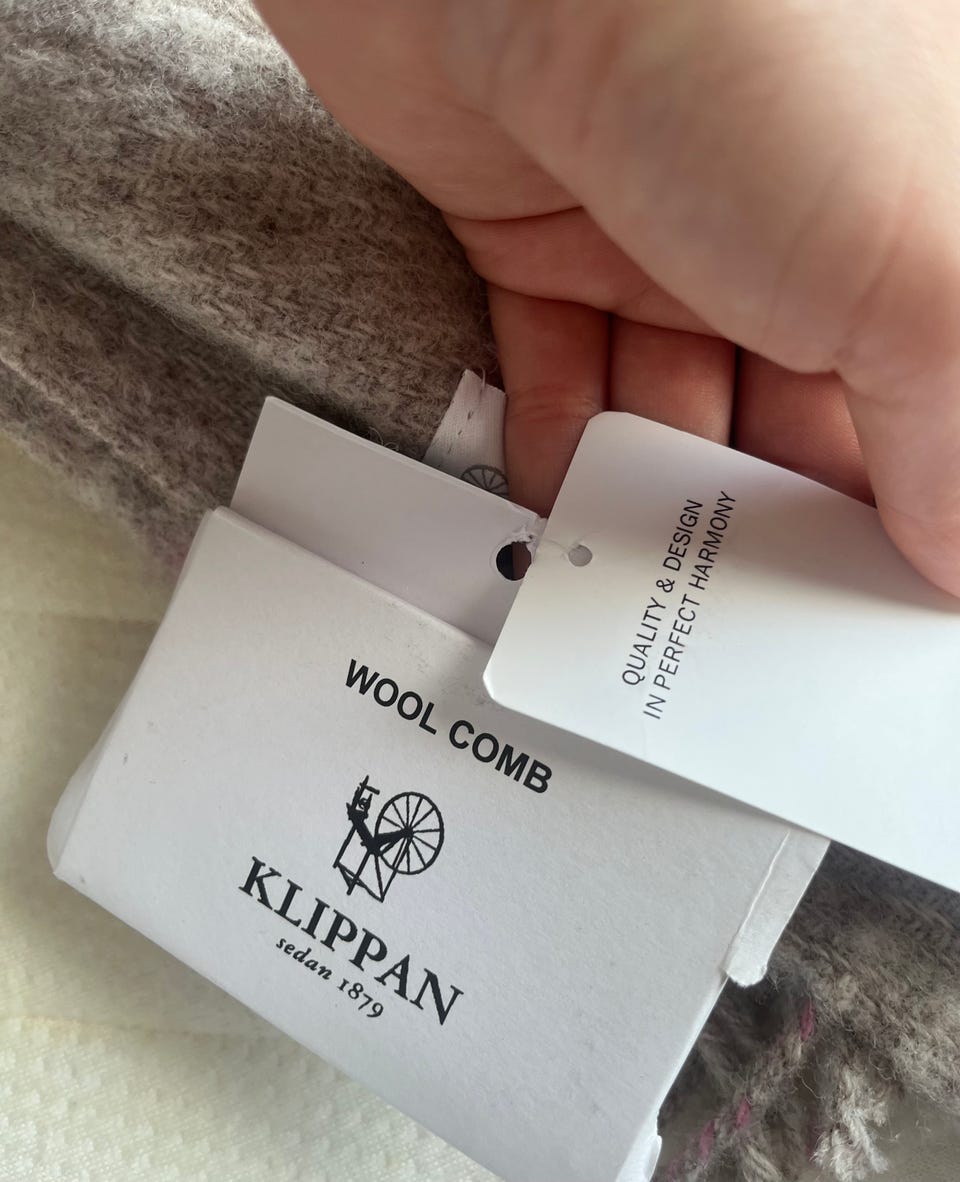 QUALITY & DESIGN
IN PERFECT HARMONY
WOOL COMB
KLIPPAN
sedan 1879